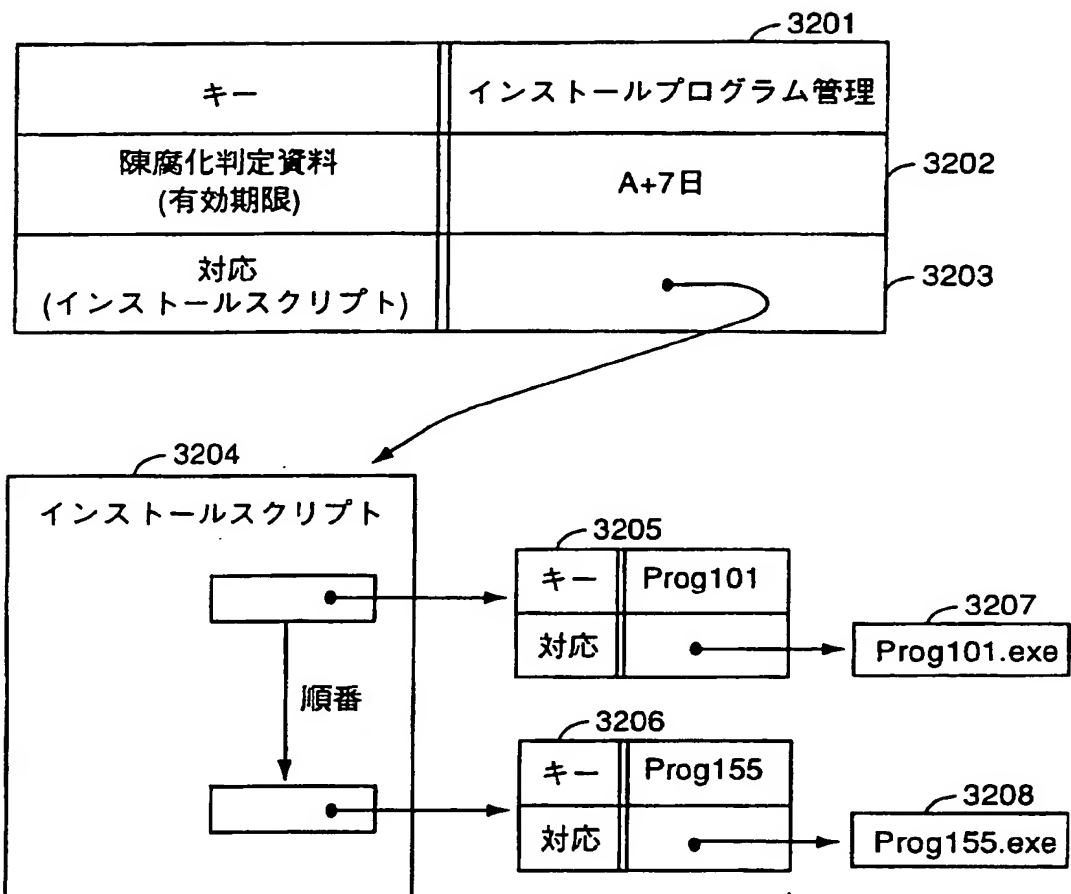 3201
キー
インストールプログラム管理
陳腐化判定資料
(有効期限)
A+7日
3202
対応
(インストールスクリプト)
3203
3204
インストールスクリプト
順番
3205
キー
Prog101
対応
3207
Prog101.exe
3206
キー
Prog155
対応
3208
Prog155.exe